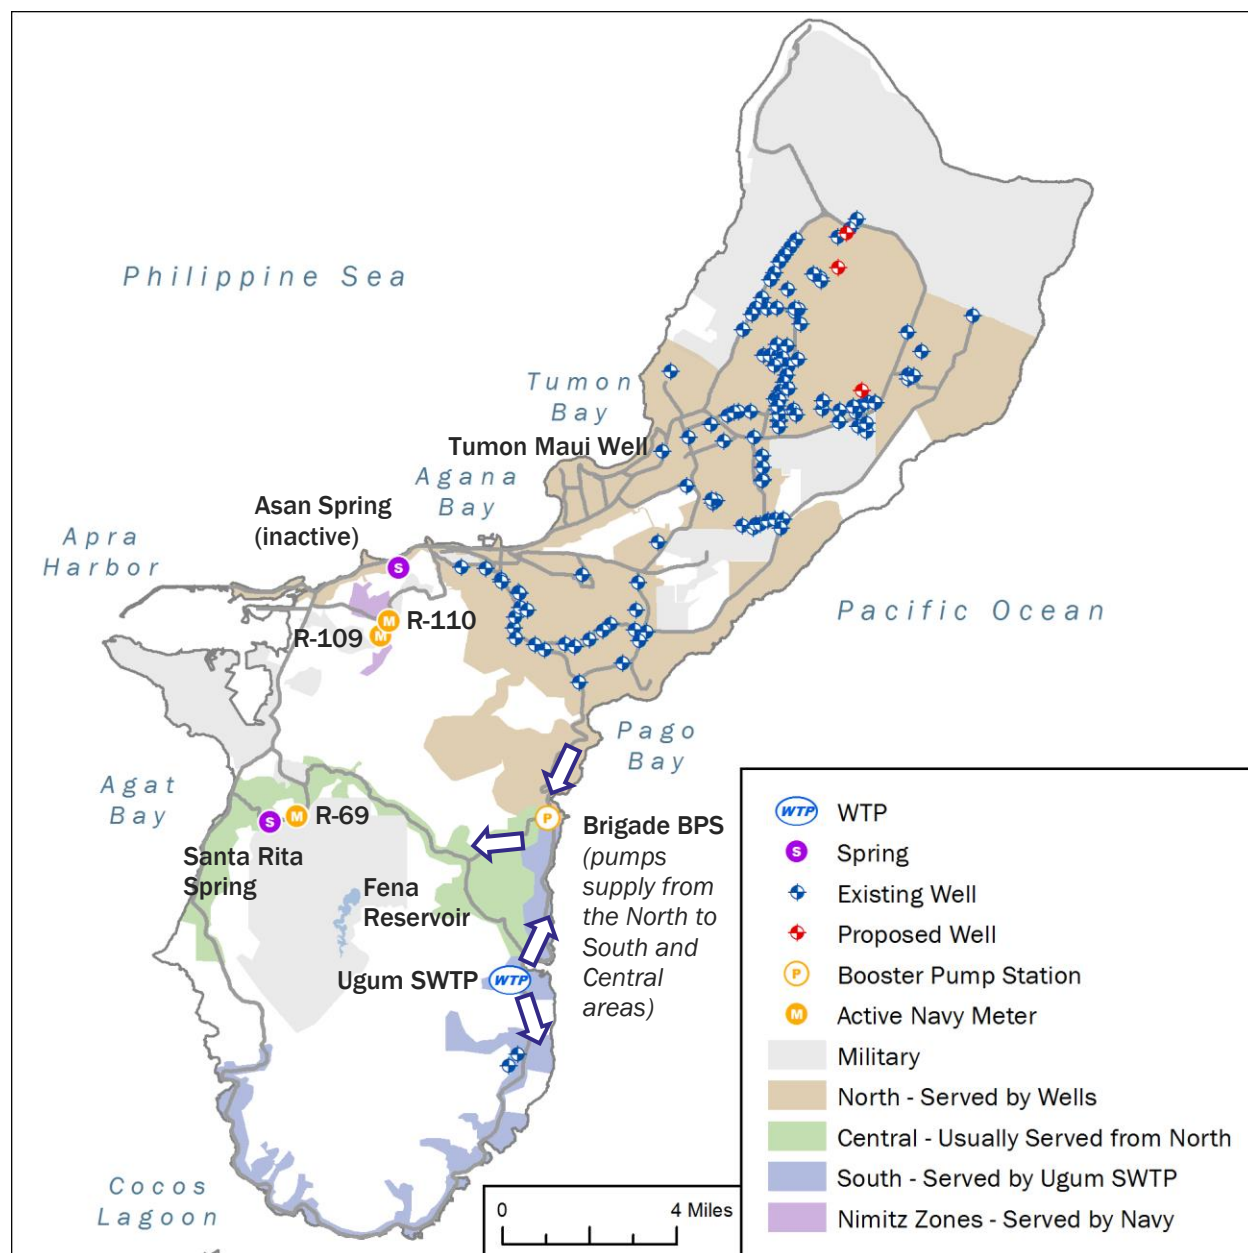 Philippine Sea
Tumon
Bay
Tumon Maui Well
Agana
Bay
Asan Spring
(inactive)
Apra
Harbor
S
Pacific Ocean
M
R-110
R-109
M
Pago
Bay
Agat
Bay
S
M
R-69
P
Brigade BPS
(pumps
supply from
the North to
South and
Central
areas)
Santa Rita
Spring
Fena
Reservoir
Ugum SWTP
WTP
Cocos
Lagoon
0
4 Miles
WTP
WTP
S
Spring
Existing Well
Proposed Well
P
Booster Pump Station
M
Active Navy Meter
Military
North - Served by Wells
Central - Usually Served from North
South - Served by Ugum SWTP
Nimitz Zones - Served by Navy